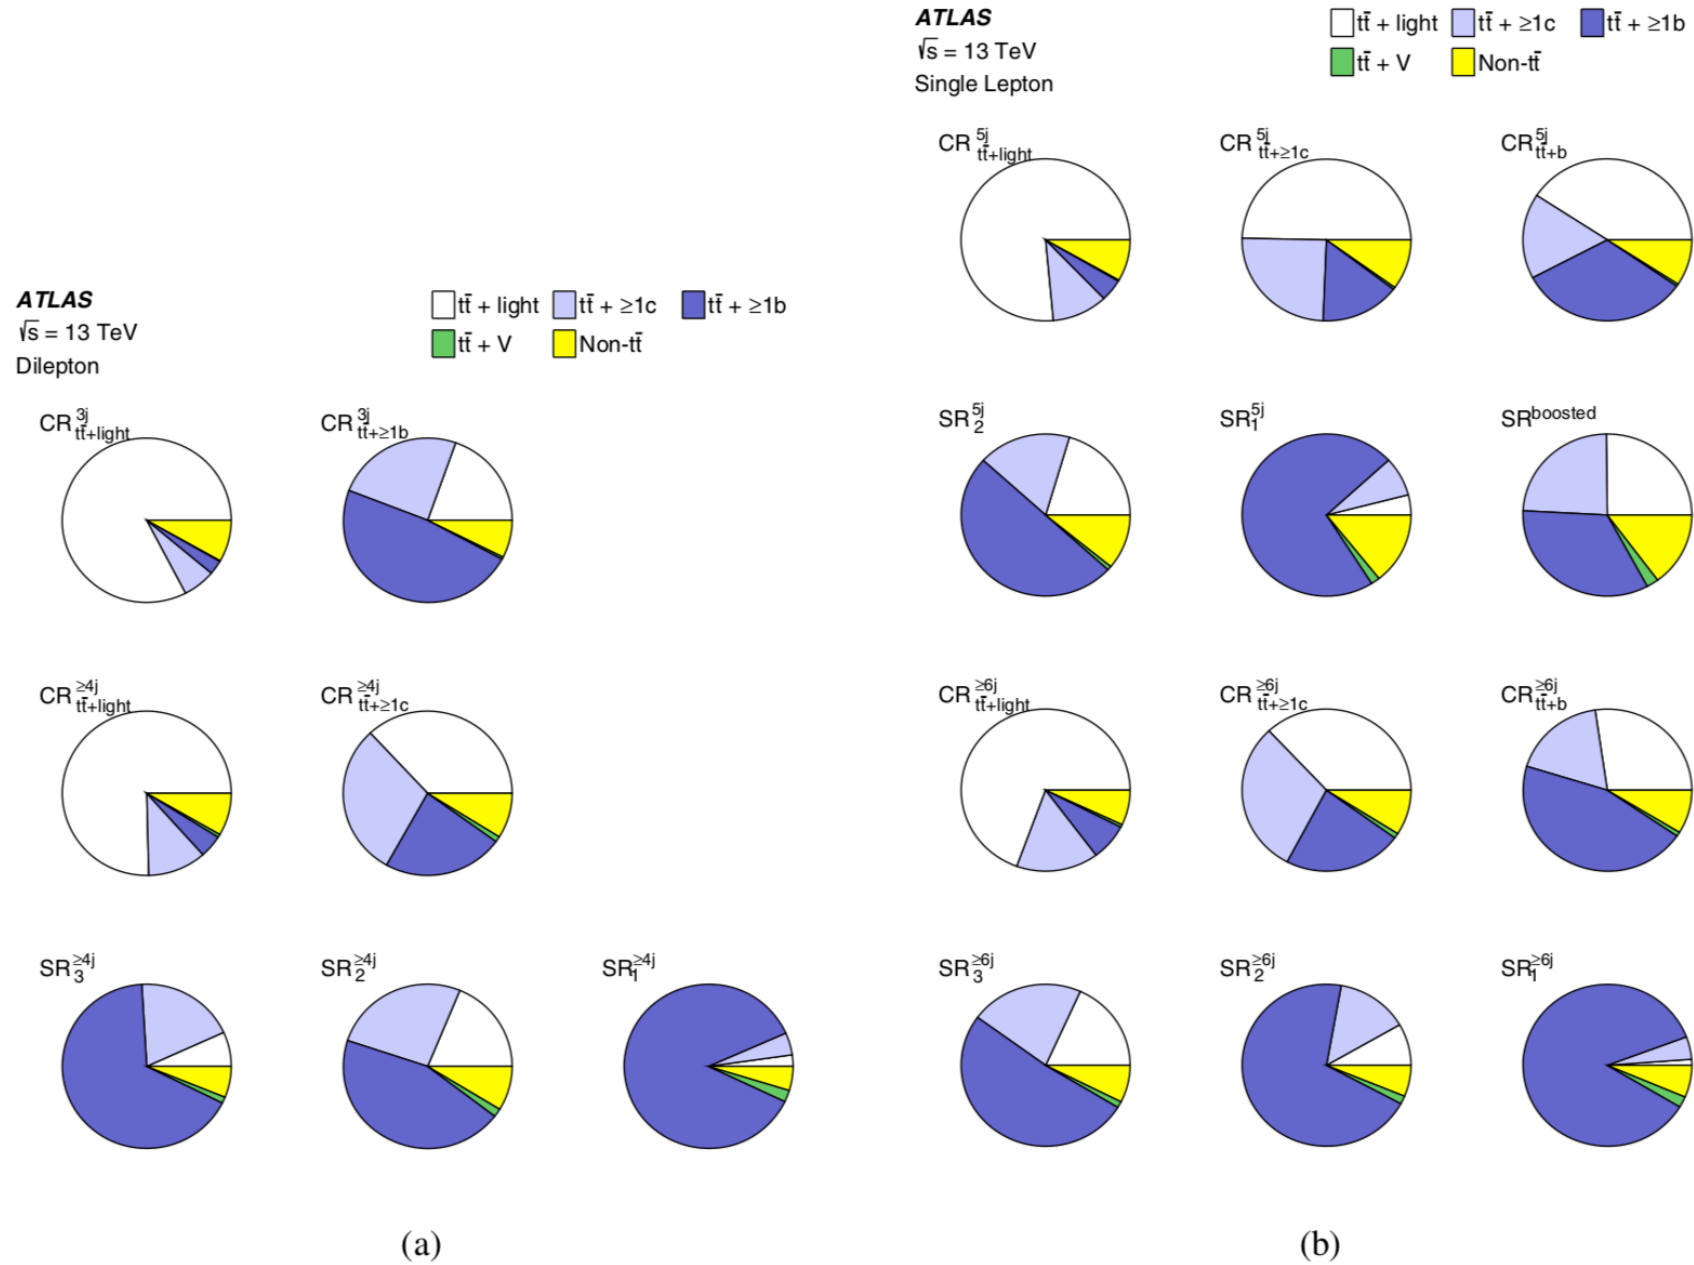 ATLAS
√s = 13 TeV
Dilepton
tt̄ + light tt̄ + ≥1c tt̄ + ≥1b
tt̄ + V Non-tt̄
CR 3j tt̄+light CR 3j tt̄+≥1b
CR ≥4j tt̄+light CR ≥4j tt̄+≥1c
SR ≥4j 3 SR ≥4j 2 SR ≥4j 1
(a)
ATLAS
√s = 13 TeV
Single Lepton
tt̄ + light tt̄ + ≥1c tt̄ + ≥1b
tt̄ + V Non-tt̄
CR 5j tt̄+light CR 5j tt̄+≥1c CR 5j tt̄+b
SR 5j 2 SR 5j 1 SR boosted
CR ≥6j tt̄+light CR ≥6j tt̄+≥1c CR ≥6j tt̄+b
SR ≥6j 3 SR ≥6j 2 SR ≥6j 1
(b)